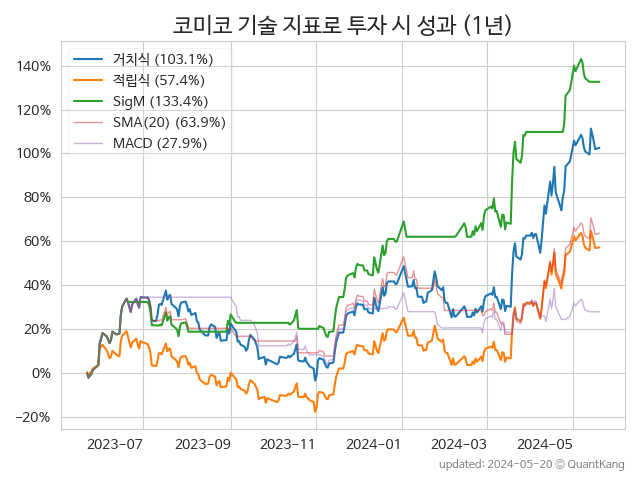 코미코 기술 지표로 투자 시 성과 (1년)
거치식 (103.1%)
적립식 (57.4%)
SigM (133.4%)
SMA(20) (63.9%)
MACD (27.9%)
140%
120%
100%
80%
60%
40%
20%
0%
−20%
2023-07
2023-09
2023-11
2024-01
2024-03
2024-05
updated: 2024-05-20 © QuantKang